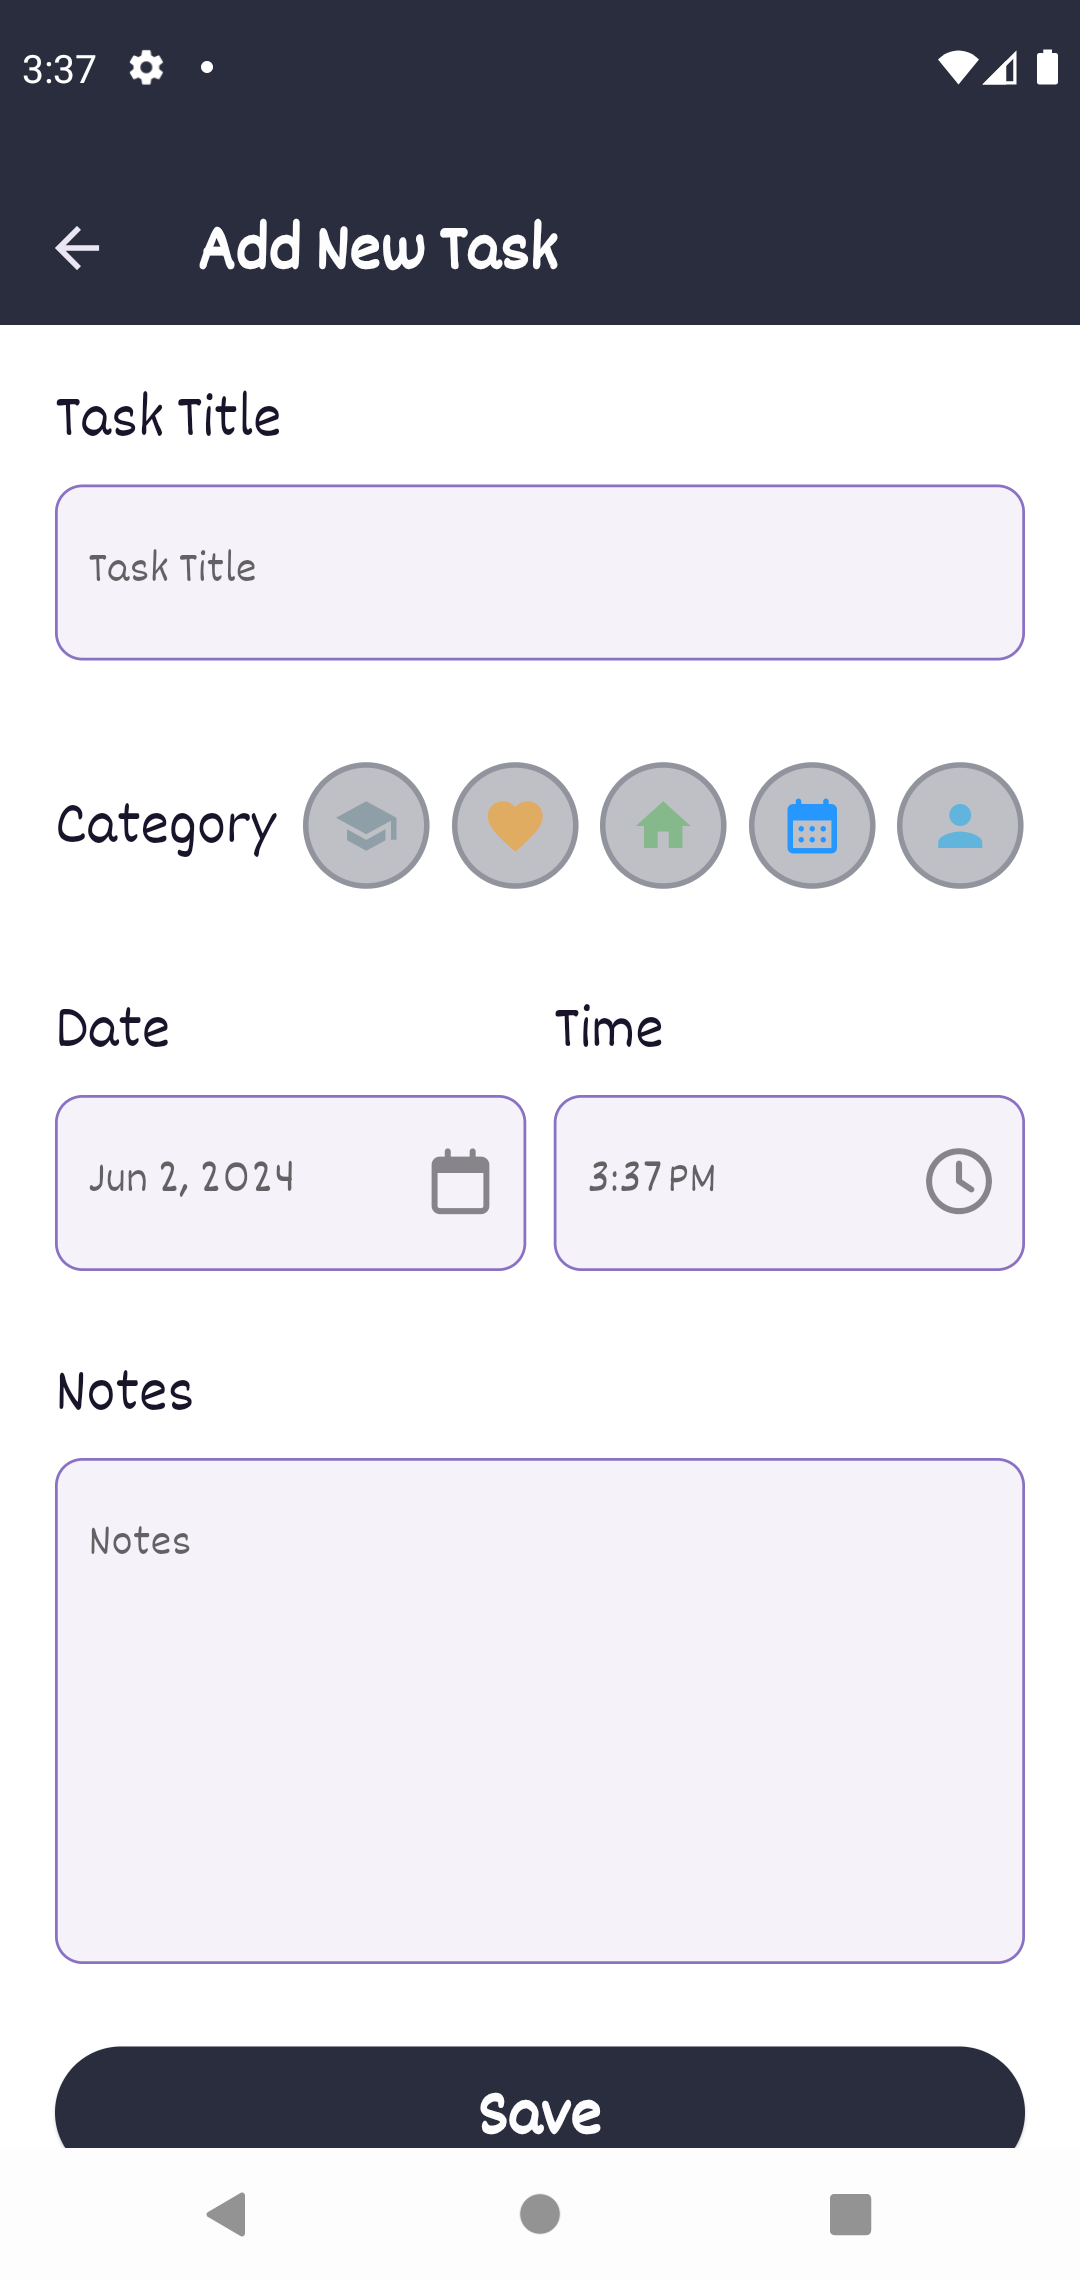 3:37
Add New Task
Task Title
Task Title
Category
Date Time
Jun 2, 2024 3:37 PM
Notes
Notes
Save